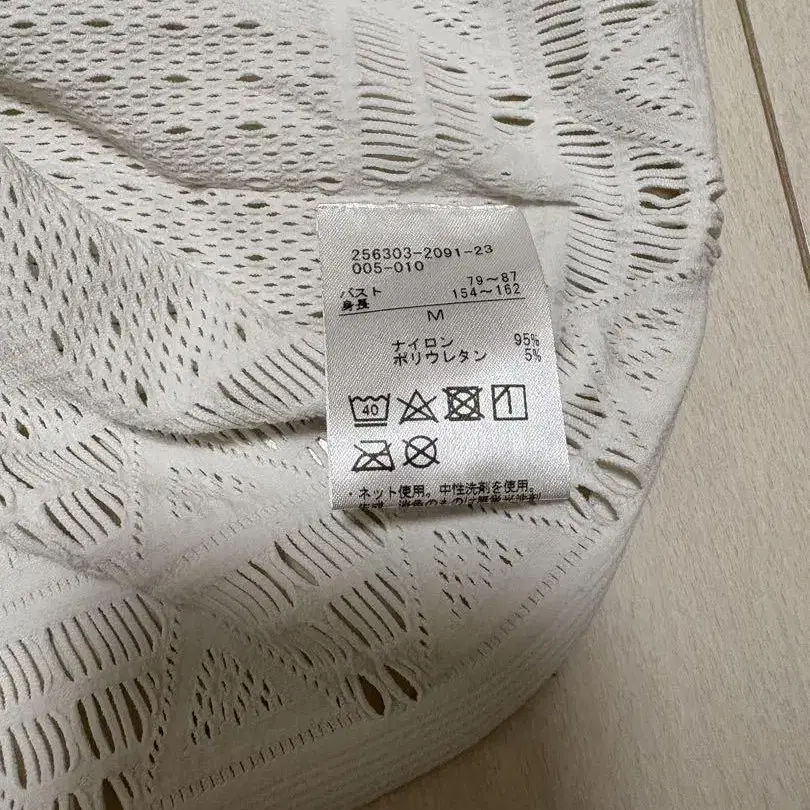 256303-2091-23
005-010
バスト 79～87
身長 154～162
M
ナイロン 95%
ポリウレタン 5%
40
・ネット使用。中性洗剤を使用。